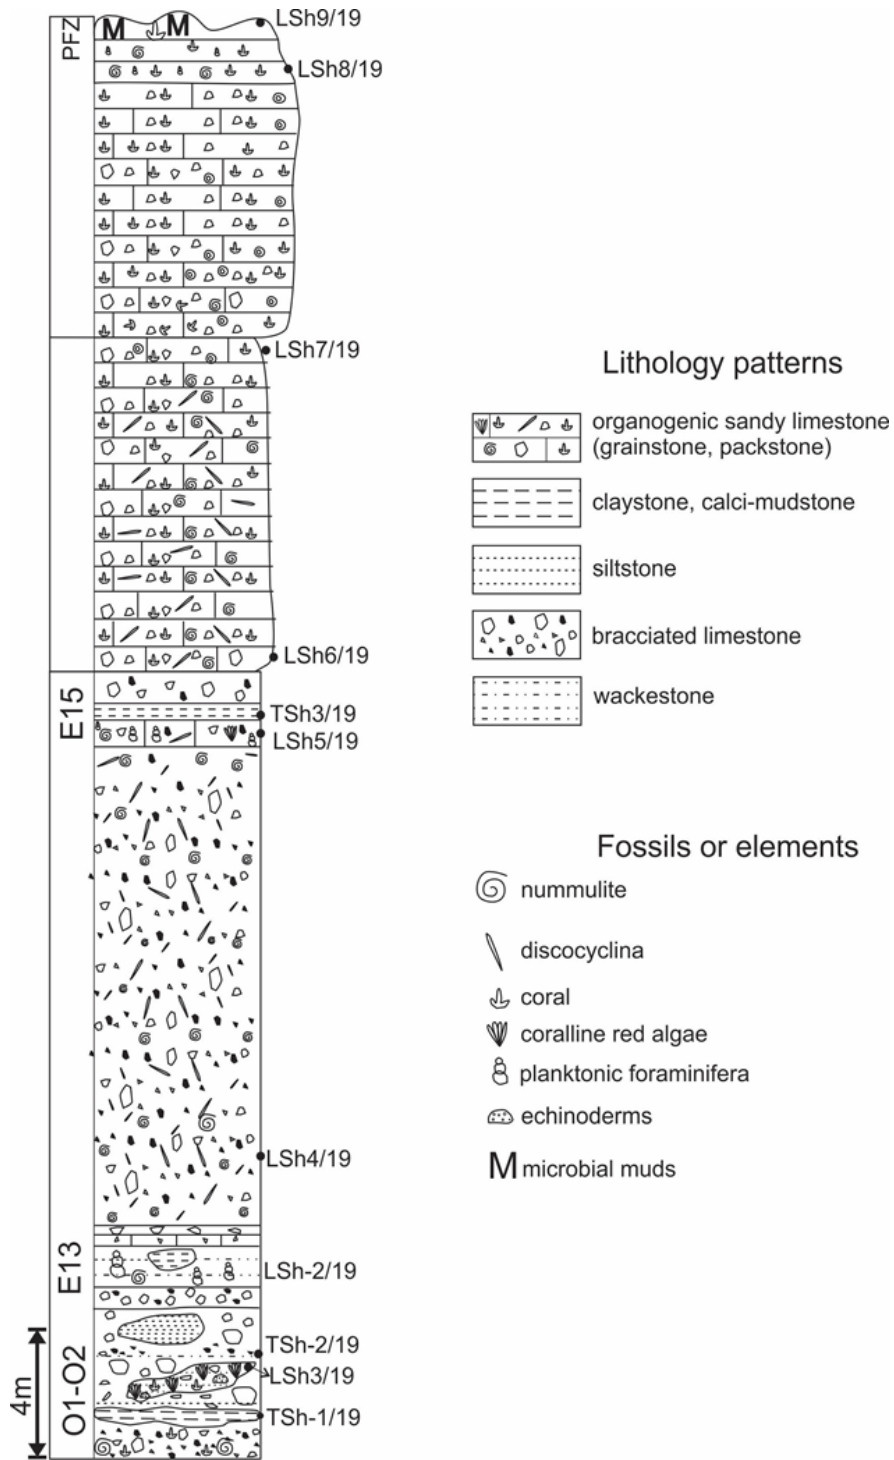 PFZ
M
M
LSh9/19
LSh8/19
LSh7/19
Lithology patterns
organogenic sandy limestone
(grainstone, packstone)
claystone, calci-mudstone
siltstone
bracciated limestone
wackestone
LSh6/19
E15
TSh3/19
LSh5/19
Fossils or elements
nummulite
discocyclina
coral
coralline red algae
planktonic foraminifera
echinoderms
M microbial muds
LSh4/19
E13
LSh-2/19
O1-O2
TSh-2/19
LSh3/19
TSh-1/19
4m